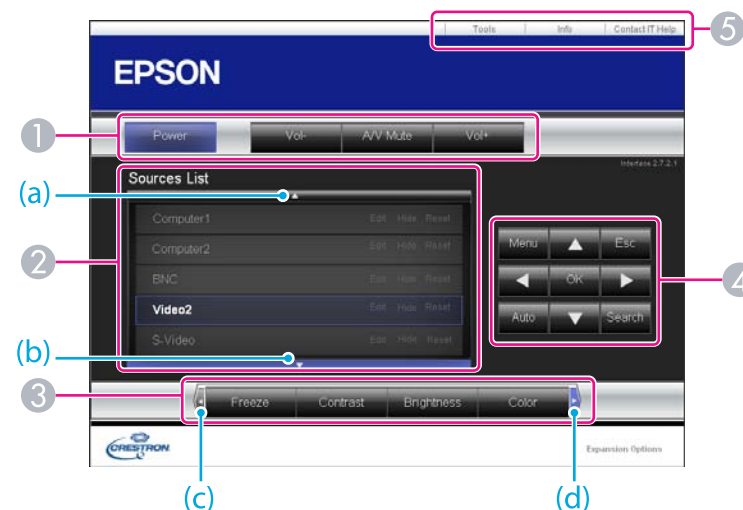 Tools Info Contact IT Help 5
EPSON
1 Power Vol- A/V Mute Vol+
Interface 2.7.2.1
Sources List
(a)
Computer1 Edit Hide Reset
Computer2 Edit Hide Reset
2 BNC Edit Hide Reset
Video2 Edit Hide Reset
S-Video Edit Hide Reset
(b)
Menu Esc
OK 4
Auto Search
3 Freeze Contrast Brightness Color
CRESTRON Expansion Options
(c) (d)